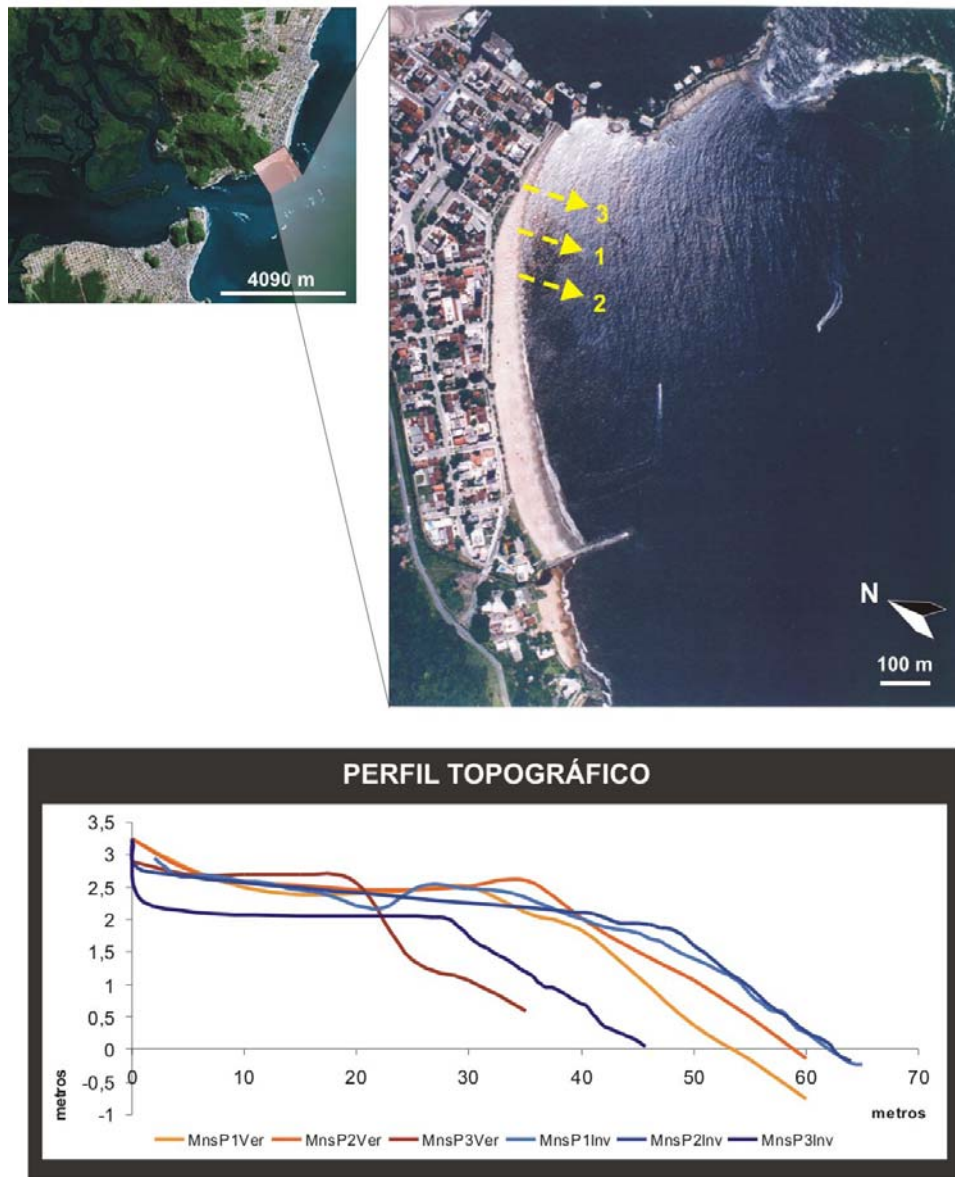 4090 m
3
1
2
N
100 m
PERFIL TOPOGRÁFICO
3,5
3
2,5
2
1,5
1
0,5
0
-0,5
-1
0 10 20 30 40 50 60 70
metros
metros
MnsP1Ver MnsP2Ver MnsP3Ver MnsP1Inv MnsP2Inv MnsP3Inv